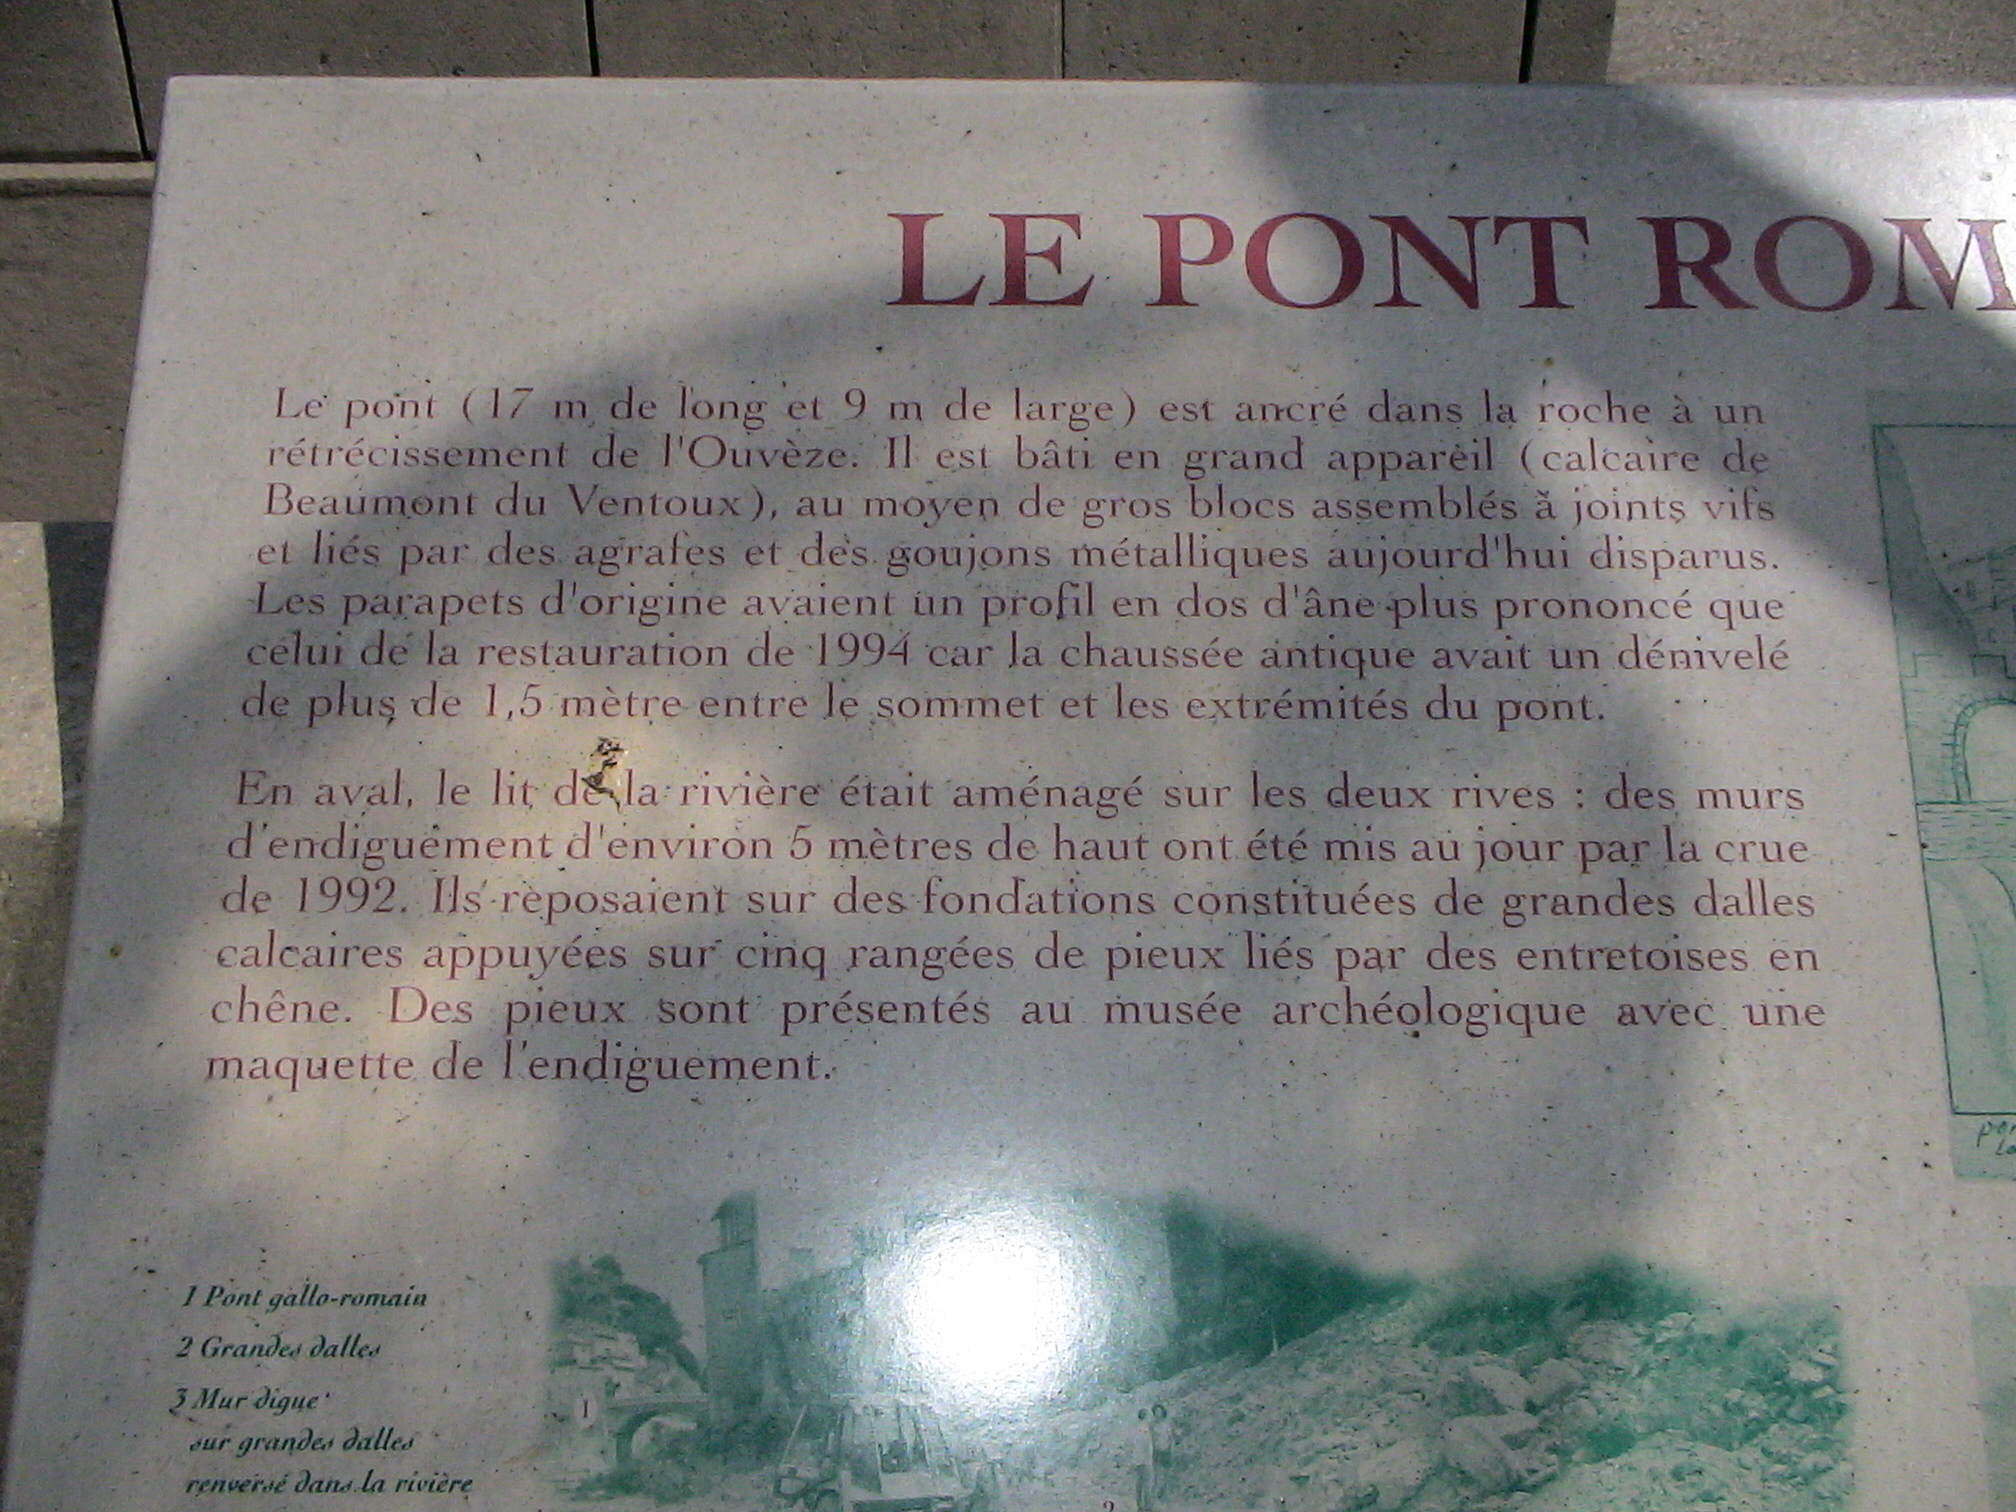 LE PONT ROM
Le pont (17 m de long et 9 m de large) est ancré dans la roche à un
rétrécissement de l'Ouvèze. Il est bâti en grand appareil (calcaire de
Beaumont du Ventoux), au moyen de gros blocs assemblés à joints vifs
et liés par des agrafes et des goujons métalliques aujourd'hui disparus.
Les parapets d'origine avaient un profil en dos d'âne plus prononcé que
celui de la restauration de 1994 car la chaussée antique avait un dénivelé
de plus de 1,5 mètre entre le sommet et les extrémités du pont.
En aval, le lit de la rivière était aménagé sur les deux rives : des murs
d'endiguement d'environ 5 mètres de haut ont été mis au jour par la crue
de 1992. Ils reposaient sur des fondations constituées de grandes dalles
calcaires appuyées sur cinq rangées de pieux liés par des entretoises en
chêne. Des pieux sont présentés au musée archéologique avec une
maquette de l'endiguement.
1 Pont gallo-romain
2 Grandes dalles
3 Mur digue
sur grandes dalles
renversé dans la rivière
1
2